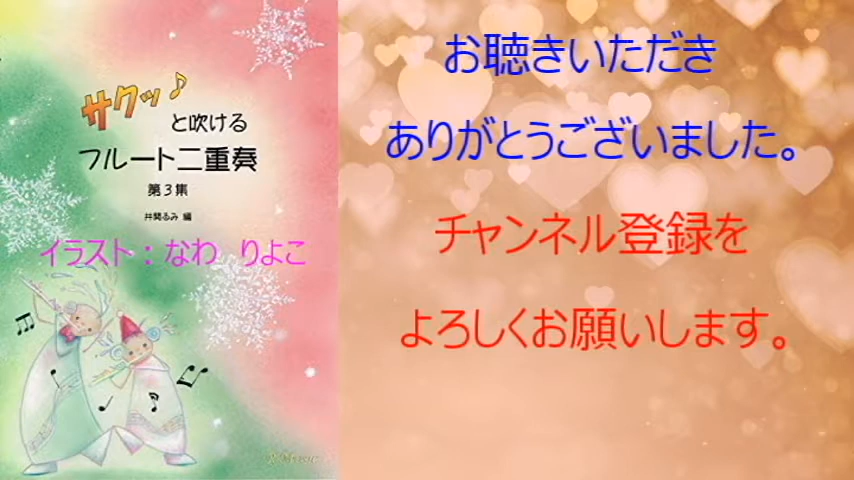 サクッ♪
と吹ける
フルート二重奏
第3集
井関るみ 編
イラスト：なわ りよこ
お聴きいただき
ありがとうございました。
チャンネル登録を
よろしくお願いします。